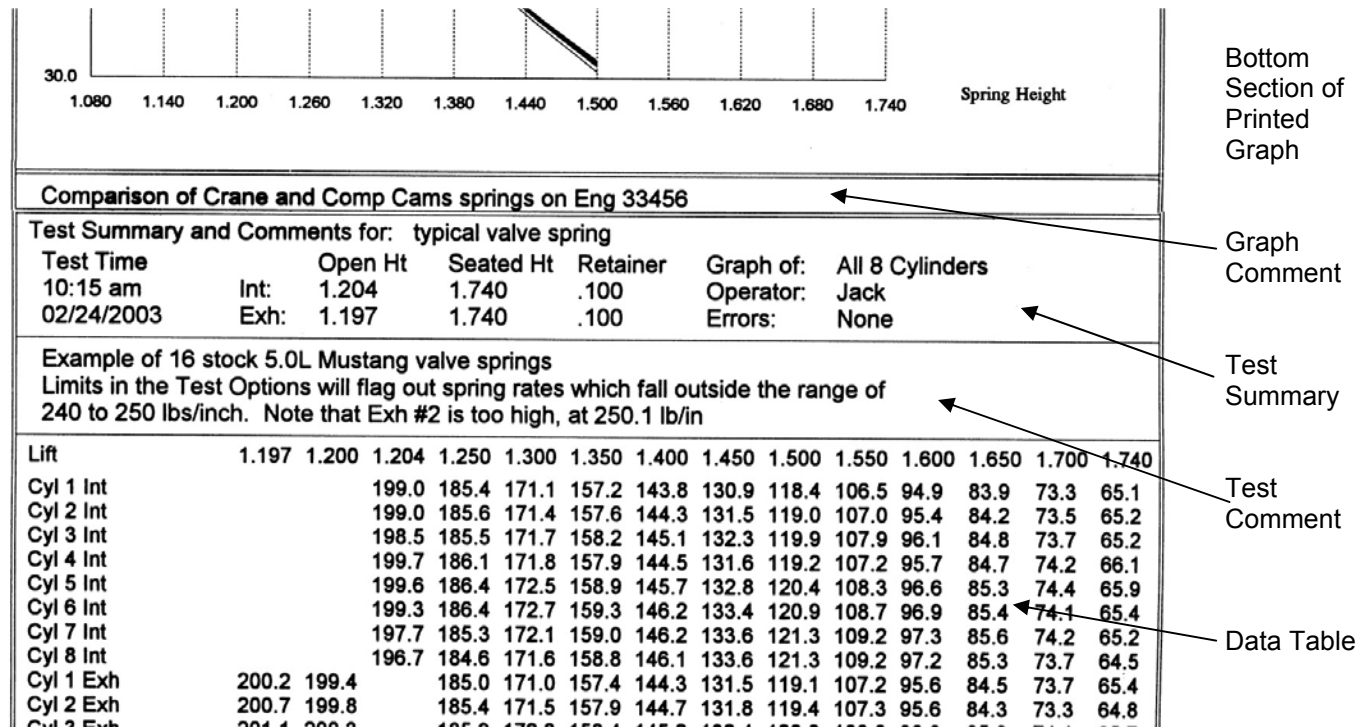 30.0
1.080 1.140 1.200 1.260 1.320 1.380 1.440 1.500 1.560 1.620 1.680 1.740
Spring Height
Bottom
Section of
Printed
Graph
Comparison of Crane and Comp Cams springs on Eng 33456
Graph
Comment
Test Summary and Comments for: typical valve spring
Test Time Open Ht Seated Ht Retainer Graph of: All 8 Cylinders
10:15 am Int: 1.204 1.740 .100 Operator: Jack
02/24/2003 Exh: 1.197 1.740 .100 Errors: None
Test
Summary
Example of 16 stock 5.0L Mustang valve springs
Limits in the Test Options will flag out spring rates which fall outside the range of
240 to 250 lbs/inch. Note that Exh #2 is too high, at 250.1 lb/in
Test
Comment
Lift 1.197 1.200 1.204 1.250 1.300 1.350 1.400 1.450 1.500 1.550 1.600 1.650 1.700 1.740
Cyl 1 Int 199.0 185.4 171.1 157.2 143.8 130.9 118.4 106.5 94.9 83.9 73.3 65.1
Cyl 2 Int 199.0 185.6 171.4 157.6 144.3 131.5 119.0 107.0 95.4 84.2 73.5 65.2
Cyl 3 Int 198.5 185.5 171.7 158.2 145.1 132.3 119.9 107.9 96.1 84.8 73.7 65.2
Cyl 4 Int 199.7 186.1 171.8 157.9 144.5 131.6 119.2 107.2 95.7 84.7 74.2 66.1
Cyl 5 Int 199.6 186.4 172.5 158.9 145.7 132.8 120.4 108.3 96.6 85.3 74.4 65.9
Cyl 6 Int 199.3 186.4 172.7 159.3 146.2 133.4 120.9 108.7 96.9 85.4 74.1 65.4
Cyl 7 Int 197.7 185.3 172.1 159.0 146.2 133.6 121.3 109.2 97.3 85.6 74.2 65.2
Cyl 8 Int 196.7 184.6 171.6 158.8 146.1 133.6 121.3 109.2 97.2 85.3 73.7 64.5
Cyl 1 Exh 200.2 199.4 185.0 171.0 157.4 144.3 131.5 119.1 107.2 95.6 84.5 73.7 65.4
Cyl 2 Exh 200.7 199.8 185.4 171.5 157.9 144.7 131.8 119.4 107.3 95.6 84.3 73.3 64.8
Cyl 3 Exh
Data Table